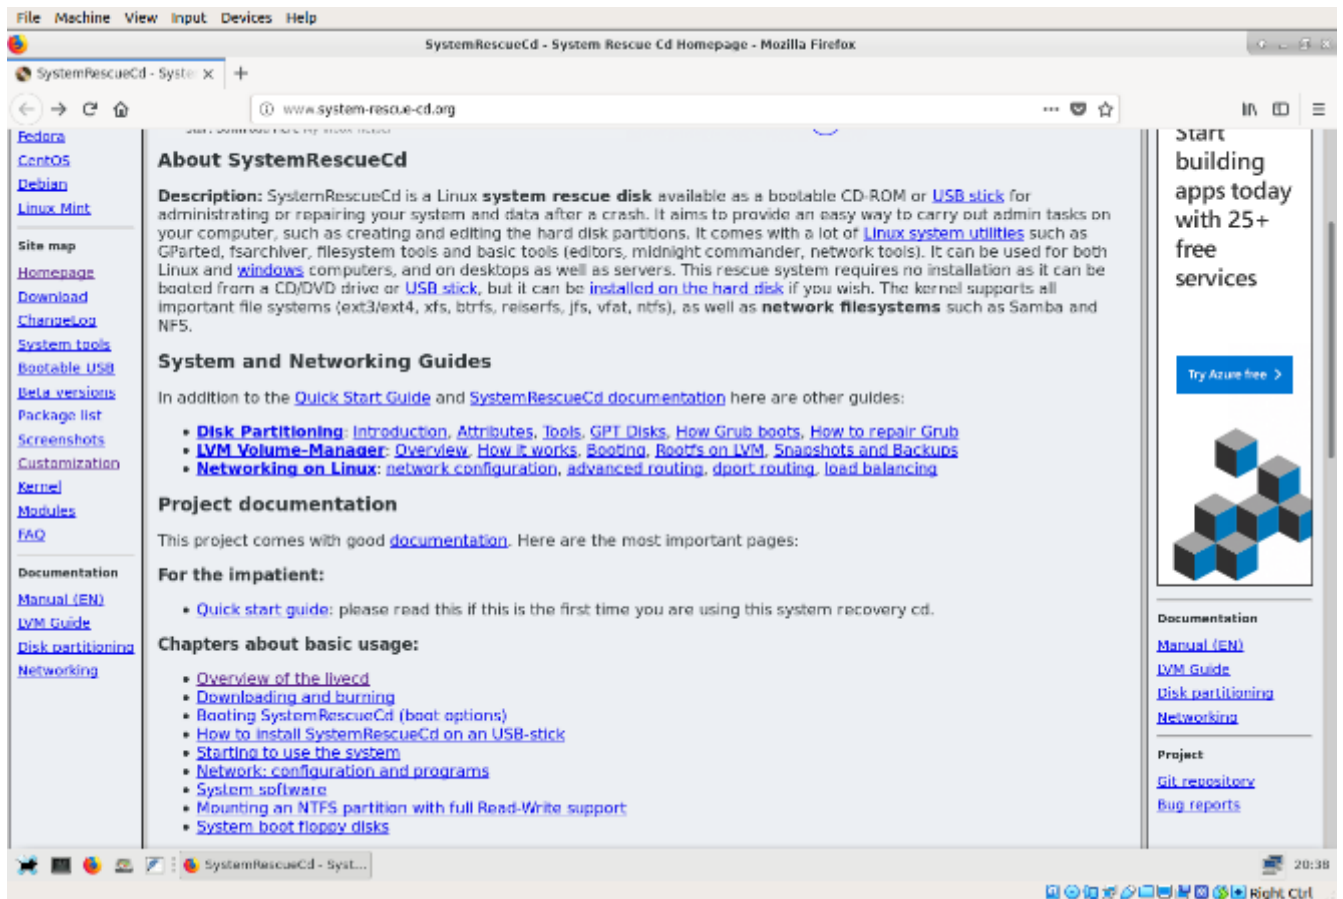 File Machine View Input Devices Help
SystemRescueCd - System Rescue Cd Homepage - Mozilla Firefox
SystemRescueCd - Syste
www.system-rescue-cd.org
Fedora
CentOS
Debian
Linux Mint
Site map
Homepage
Download
ChangeLog
System tools
Bootable USB
Beta versions
Package list
Screenshots
Customization
Kernel
Modules
FAQ
Documentation
Manual (EN)
LVM Guide
Disk partitioning
Networking
About SystemRescueCd
Description: SystemRescueCd is a Linux system rescue disk available as a bootable CD-ROM or USB stick for
administrating or repairing your system and data after a crash. It aims to provide an easy way to carry out admin tasks on
your computer, such as creating and editing the hard disk partitions. It comes with a lot of Linux system utilities such as
GParted, fsarchiver, filesystem tools and basic tools (editors, midnight commander, network tools). It can be used for both
Linux and windows computers, and on desktops as well as servers. This rescue system requires no installation as it can be
booted from a CD/DVD drive or USB stick, but it can be installed on the hard disk if you wish. The kernel supports all
important file systems (ext3/ext4, xfs, btrfs, reiserfs, jfs, vfat, ntfs), as well as network filesystems such as Samba and
NFS.
System and Networking Guides
In addition to the Quick Start Guide and SystemRescueCd documentation here are other guides:
• Disk Partitioning: Introduction, Attributes, Tools, GPT Disks, How Grub boots, How to repair Grub
• LVM Volume-Manager: Overview, How it works, Booting, Rootfs on LVM, Snapshots and Backups
• Networking on Linux: network configuration, advanced routing, dport routing, load balancing
Project documentation
This project comes with good documentation. Here are the most important pages:
For the impatient:
• Quick start guide: please read this if this is the first time you are using this system recovery cd.
Chapters about basic usage:
• Overview of the livecd
• Downloading and burning
• Booting SystemRescueCd (boot options)
• How to install SystemRescueCd on an USB-stick
• Starting to use the system
• Network: configuration and programs
• System software
• Mounting an NTFS partition with full Read-Write support
• System boot floppy disks
Start
building
apps today
with 25+
free
services
Try Azure free >
Documentation
Manual (EN)
LVM Guide
Disk partitioning
Networking
Project
Git repository
Bug reports
SystemRescueCd - Syst...
20:38
Right Ctrl